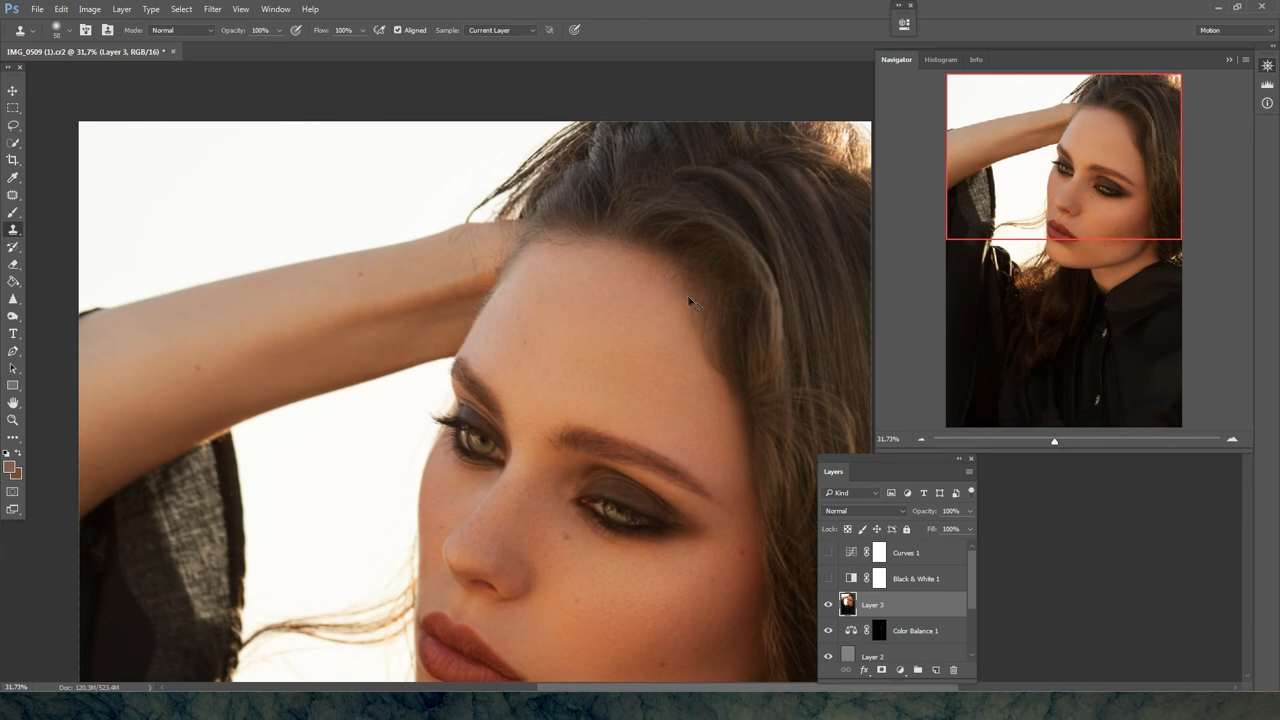 Ps File Edit Image Layer Type Select Filter View Window Help
58 Mode: Normal Opacity: 100% Flow: 100% Aligned Sample: Current Layer Motion
IMG_0509 (1).cr2 @ 31,7% (Layer 3, RGB/16) * ×
Navigator Histogram Info
31.73%
Layers
Kind
Normal Opacity: 100%
Lock: Fill: 100%
Curves 1
Black & White 1
Layer 3
Color Balance 1
Layer 2
fx
31,73% Doc: 120,3M/523,4M